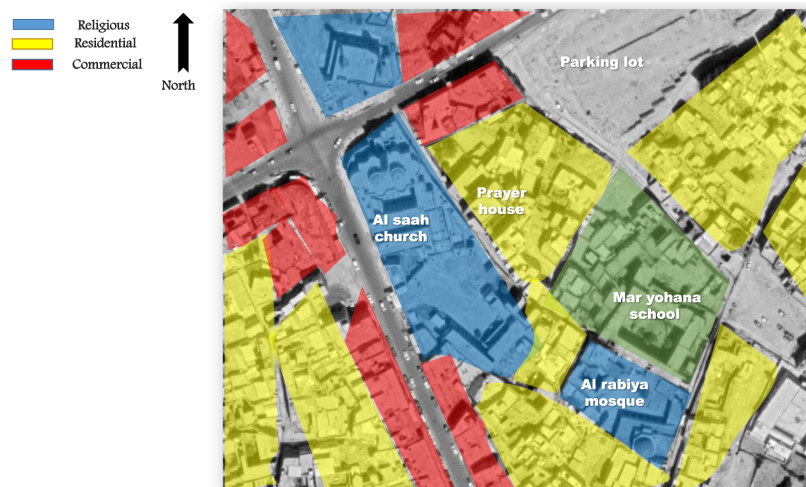 Religious
Residential
Commercial
North
Parking lot
Prayer
house
Al saah
church
Mar yohana
school
Al rabiya
mosque